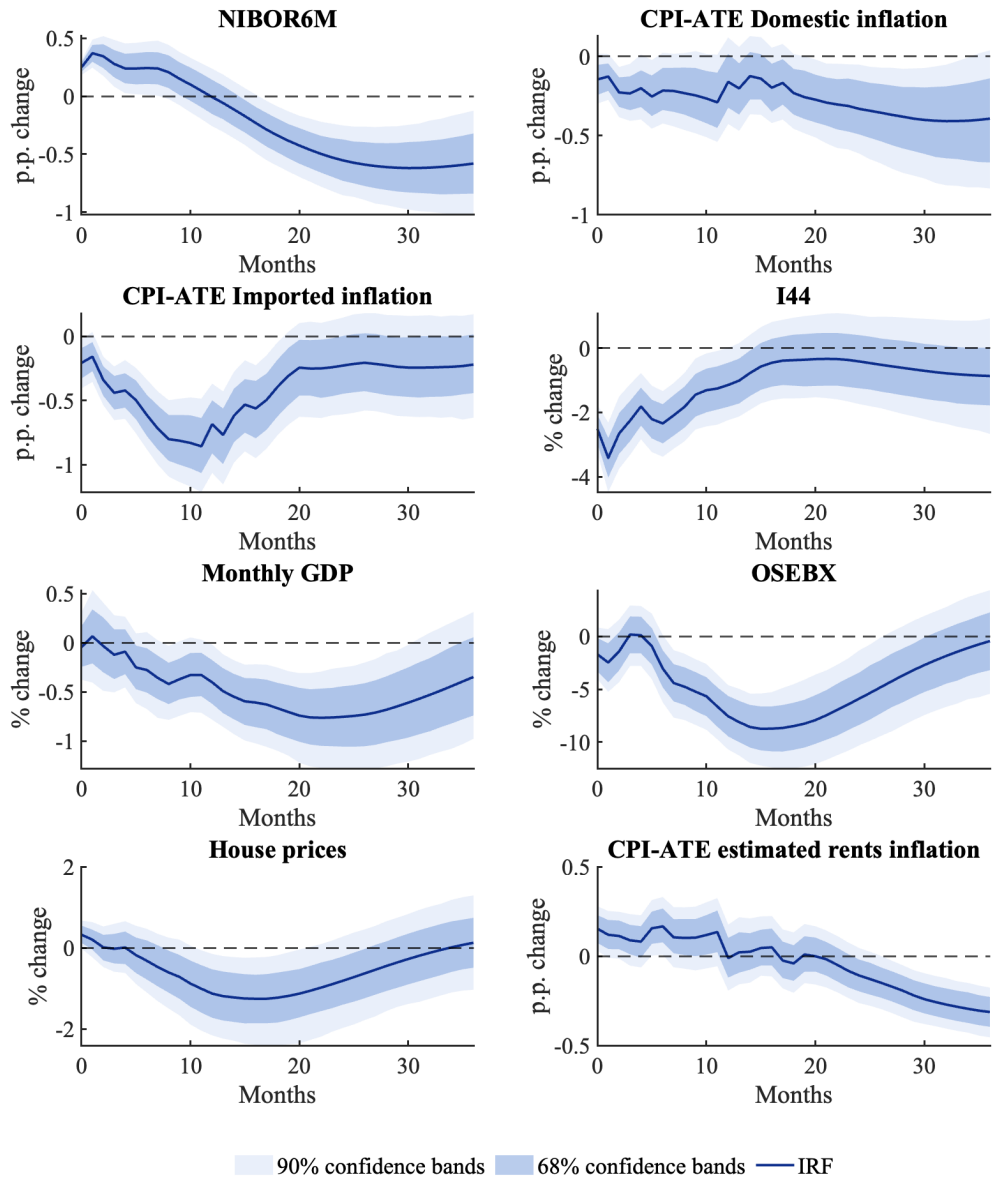 NIBOR6M
0.5
0
-0.5
-1
p.p. change
0 10 20 30
Months
CPI-ATE Domestic inflation
0
-0.5
-1
p.p. change
0 10 20 30
Months
CPI-ATE Imported inflation
0
-0.5
-1
p.p. change
0 10 20 30
Months
I44
0
-2
-4
% change
0 10 20 30
Months
Monthly GDP
0.5
0
-0.5
-1
% change
0 10 20 30
Months
OSEBX
0
-5
-10
% change
0 10 20 30
Months
House prices
2
0
-2
% change
0 10 20 30
Months
CPI-ATE estimated rents inflation
0.5
0
-0.5
p.p. change
0 10 20 30
Months
90% confidence bands 68% confidence bands IRF